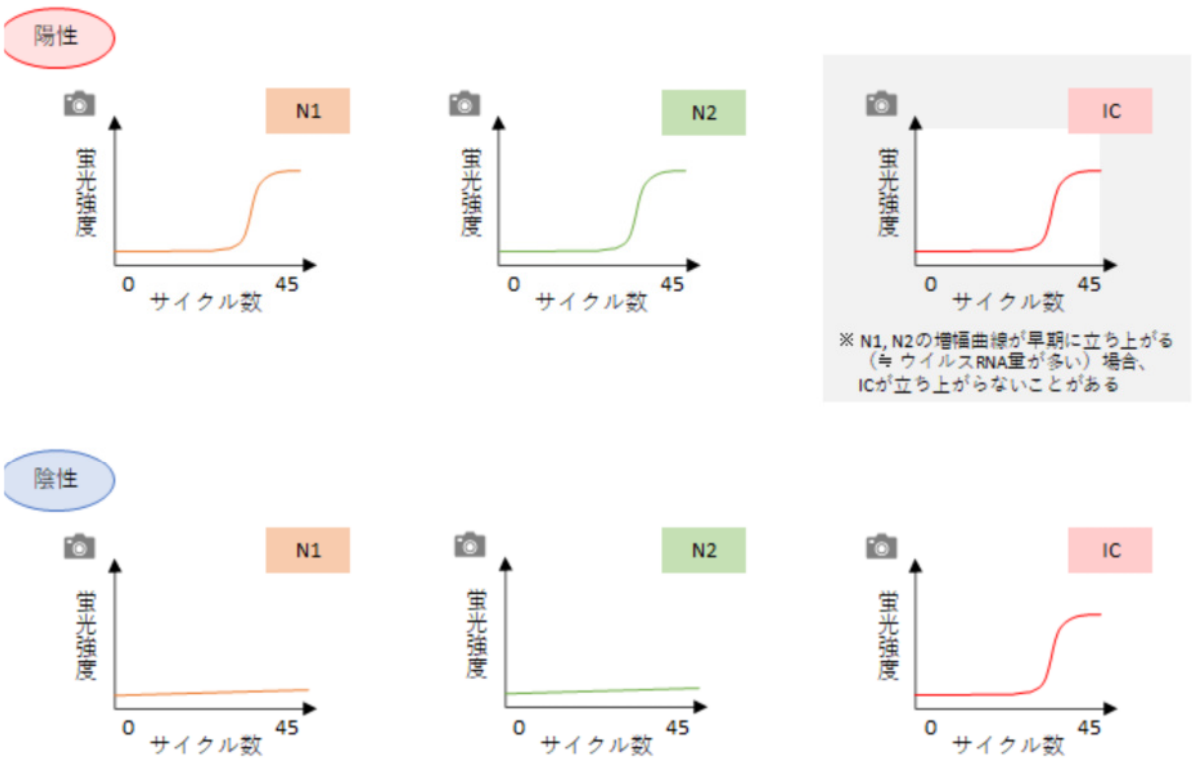 陽性
N1
蛍光強度
0
45
サイクル数
N2
蛍光強度
0
45
サイクル数
IC
蛍光強度
0
45
サイクル数
※ N1, N2の増幅曲線が早期に立ち上がる
（≒ ウイルスRNA量が多い）場合、
ICが立ち上がらないことがある
陰性
N1
蛍光強度
0
45
サイクル数
N2
蛍光強度
0
45
サイクル数
IC
蛍光強度
0
45
サイクル数